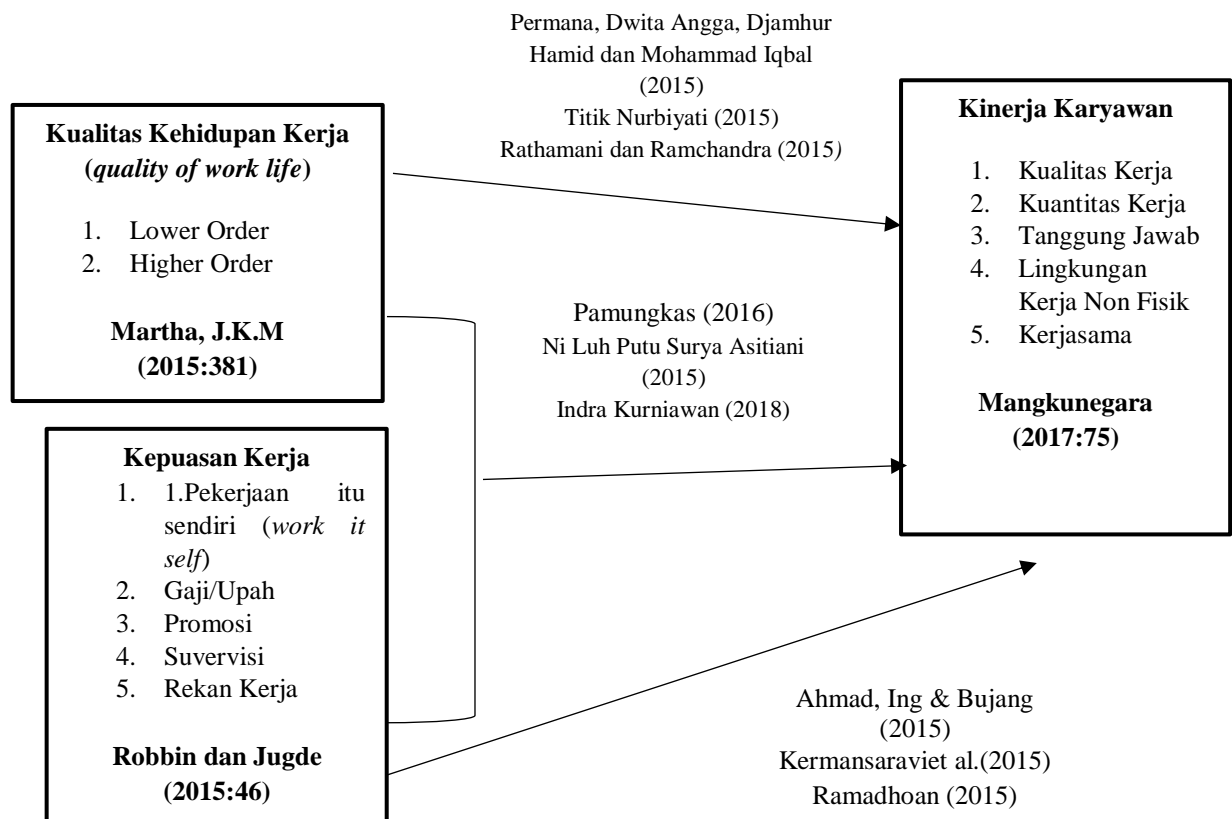 Permana, Dwita Angga, Djamhur
Hamid dan Mohammad Iqbal
(2015)
Titik Nurbiyati (2015)
Rathamani dan Ramchandra (2015)
Kualitas Kehidupan Kerja
(quality of work life)
1. Lower Order
2. Higher Order
Martha, J.K.M
(2015:381)
Kinerja Karyawan
1. Kualitas Kerja
2. Kuantitas Kerja
3. Tanggung Jawab
4. Lingkungan
Kerja Non Fisik
5. Kerjasama
Mangkunegara
(2017:75)
Pamungkas (2016)
Ni Luh Putu Surya Asitiani
(2015)
Indra Kurniawan (2018)
Kepuasan Kerja
1. 1.Pekerjaan itu
sendiri (work it
self)
2. Gaji/Upah
3. Promosi
4. Suvervisi
5. Rekan Kerja
Robbin dan Jugde
(2015:46)
Ahmad, Ing & Bujang
(2015)
Kermansaraviet al.(2015)
Ramadhoan (2015)